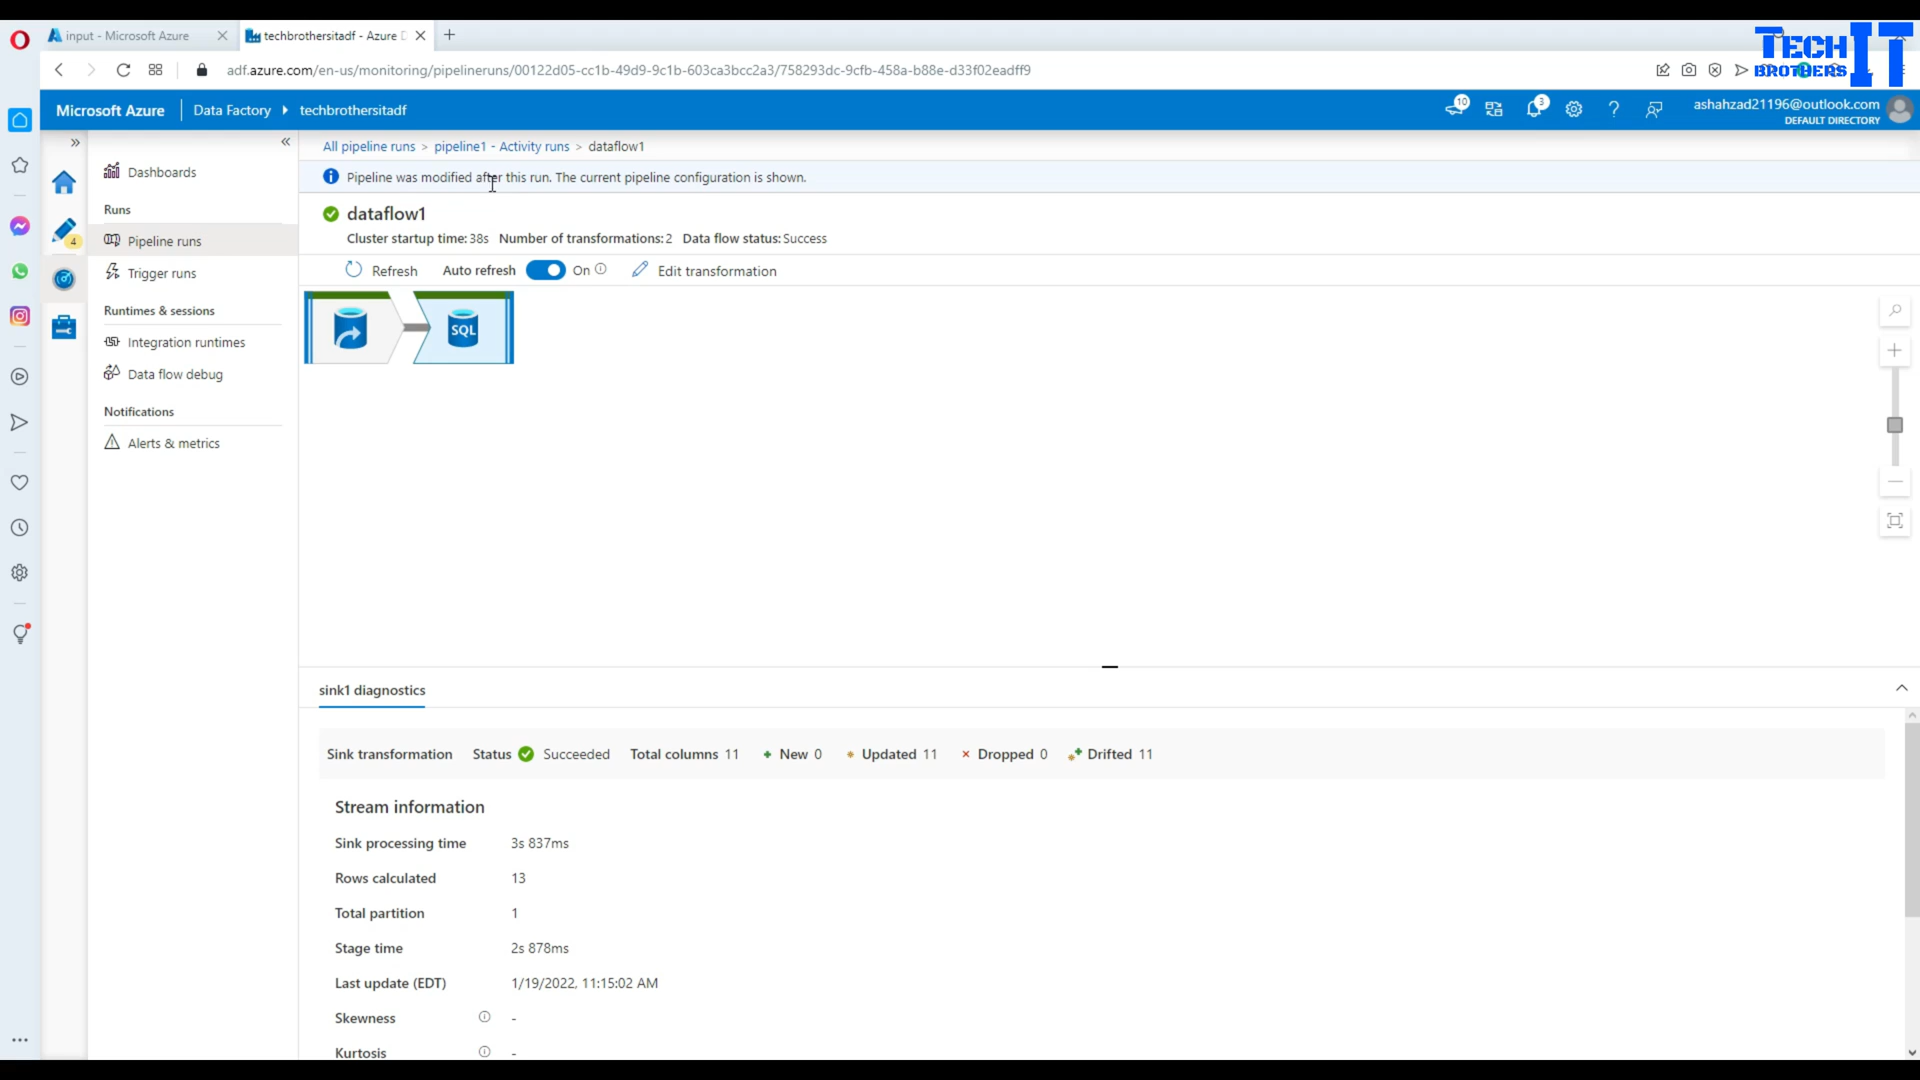 input - Microsoft Azure
techbrothersitadf - Azure D
TECH IT
BROTHERS
adf.azure.com/en-us/monitoring/pipelineruns/00122d05-cc1b-49d9-9c1b-603ca3bcc2a3/758293dc-9cfb-458a-b88e-d33f02eadff9
Microsoft Azure
Data Factory
techbrothersitadf
10
3
ashahzad21196@outlook.com
DEFAULT DIRECTORY
All pipeline runs > pipeline1 - Activity runs > dataflow1
Pipeline was modified after this run. The current pipeline configuration is shown.
dataflow1
Cluster startup time: 38s Number of transformations: 2 Data flow status: Success
Refresh
Auto refresh
On
Edit transformation
Dashboards
Runs
Pipeline runs
Trigger runs
Runtimes & sessions
Integration runtimes
Data flow debug
Notifications
Alerts & metrics
4
SQL
sink1 diagnostics
Sink transformation Status Succeeded Total columns 11 New 0 Updated 11 Dropped 0 Drifted 11
Stream information
Sink processing time 3s 837ms
Rows calculated 13
Total partition 1
Stage time 2s 878ms
Last update (EDT) 1/19/2022, 11:15:02 AM
Skewness -
Kurtosis -